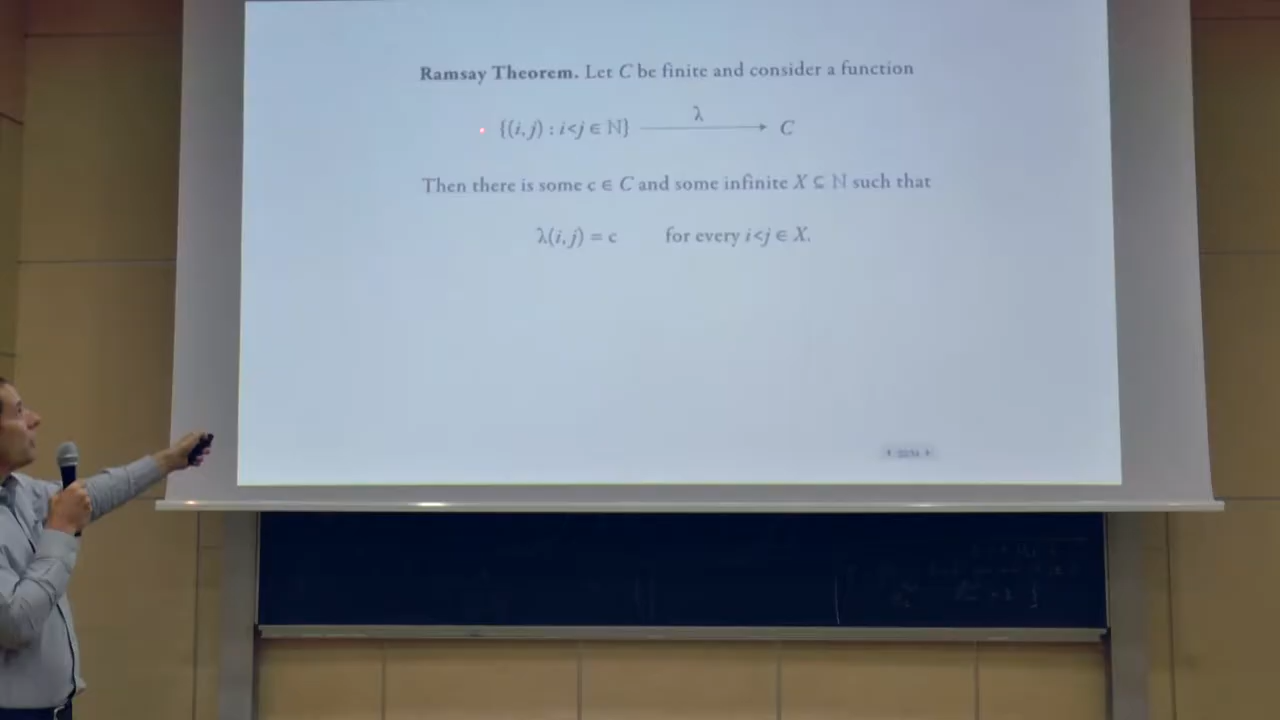 Ramsay Theorem. Let C be finite and consider a function
{(i, j) : i<j ∈ ℕ} λ C
Then there is some c ∈ C and some infinite X ⊆ ℕ such that
λ(i, j) = c for every i<j ∈ X.